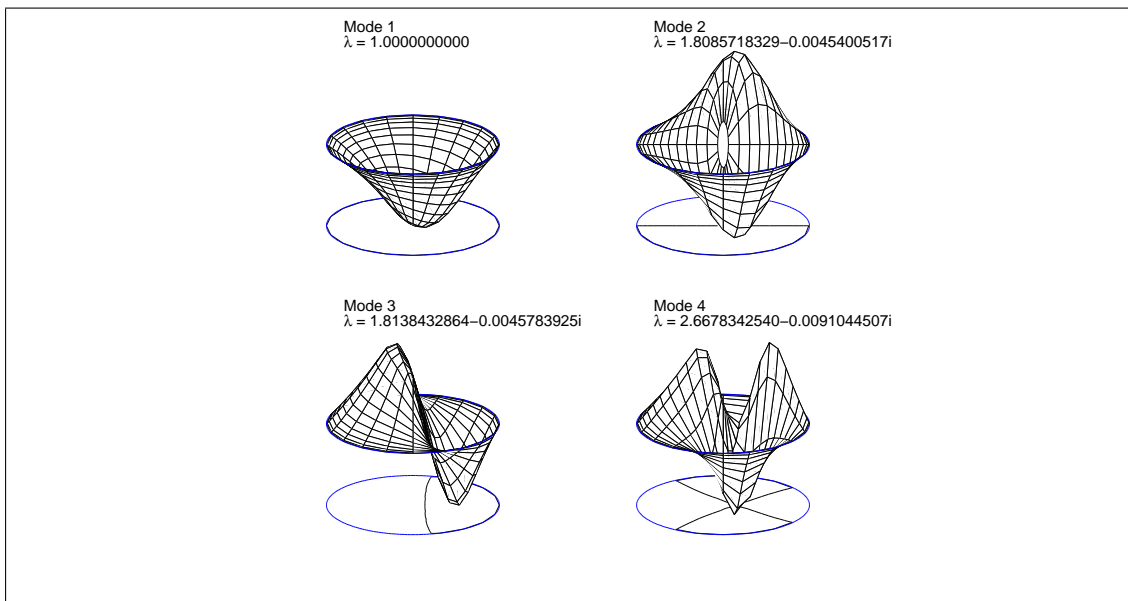 Mode 1
λ = 1.0000000000
Mode 2
λ = 1.8085718329−0.0045400517i
Mode 3
λ = 1.8138432864−0.0045783925i
Mode 4
λ = 2.6678342540−0.0091044507i